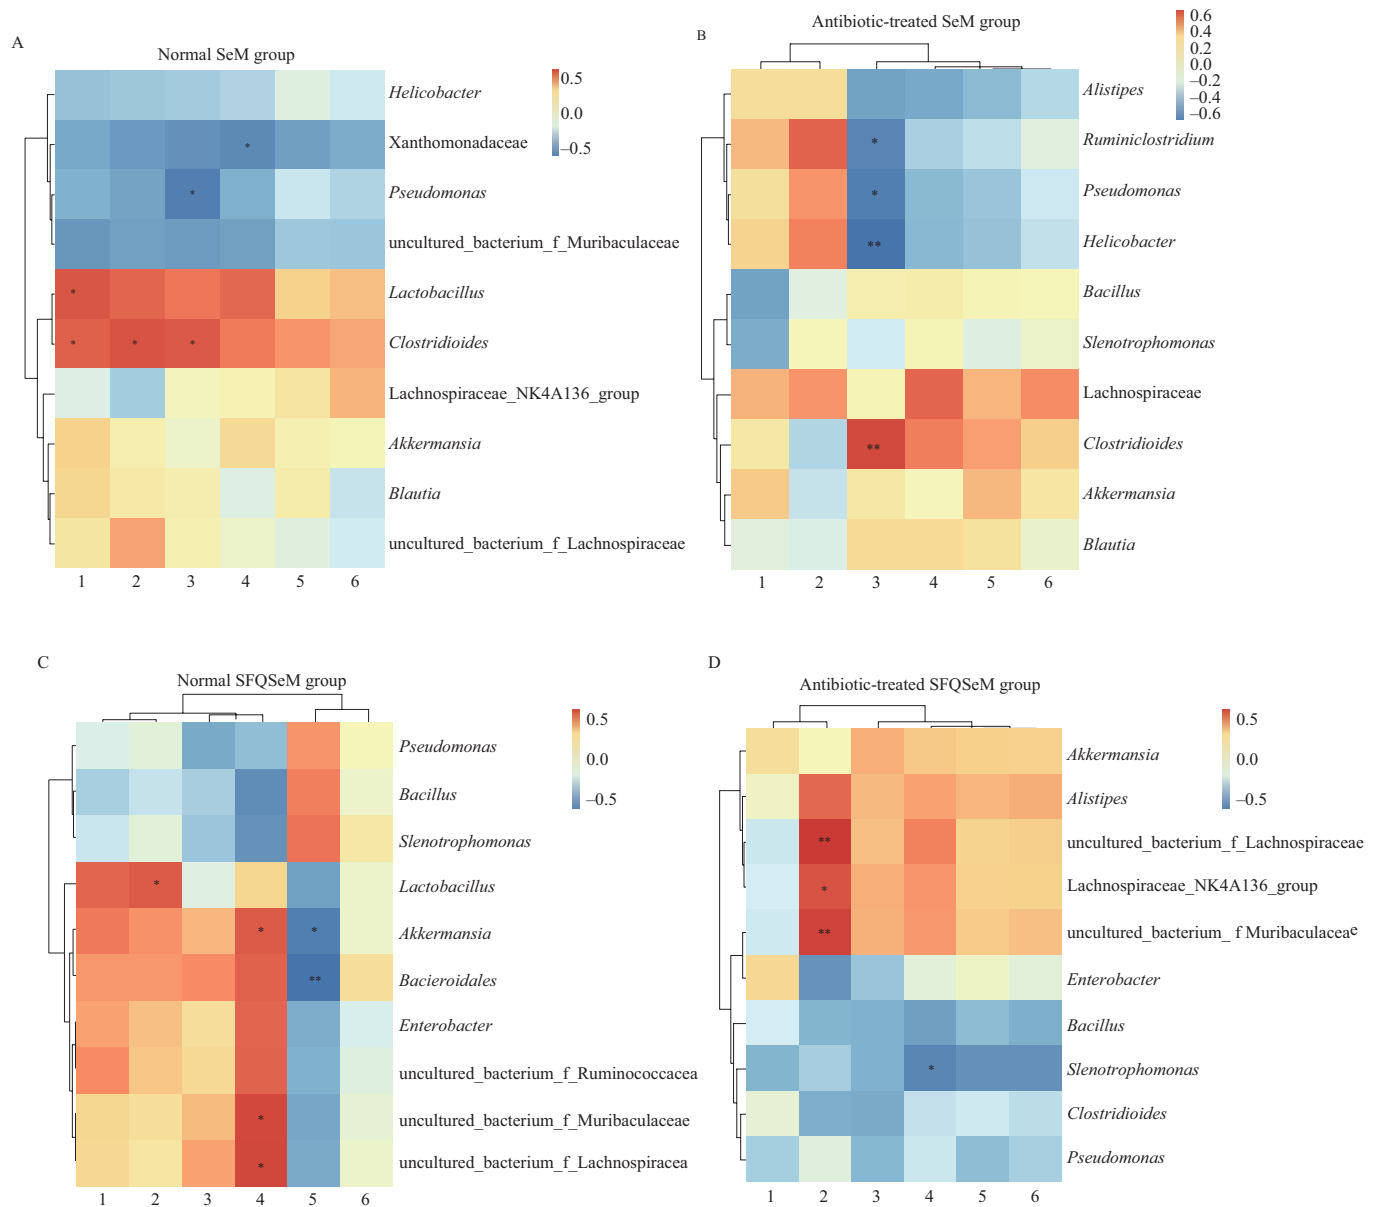 A
Normal SeM group
0.5
0.0
−0.5
Helicobacter
Xanthomonadaceae
*
Pseudomonas
*
uncultured_bacterium_f_Muribaculaceae
Lactobacillus
*
Clostridioides
* * *
Lachnospiraceae_NK4A136_group
Akkermansia
Blautia
uncultured_bacterium_f_Lachnospiraceae
1 2 3 4 5 6
B
Antibiotic-treated SeM group
0.6
0.4
0.2
0.0
−0.2
−0.4
−0.6
Alistipes
Ruminiclostridium
*
Pseudomonas
*
Helicobacter
**
Bacillus
Slenotrophomonas
Lachnospiraceae
Clostridioides
**
Akkermansia
Blautia
1 2 3 4 5 6
C
Normal SFQSeM group
0.5
0.0
−0.5
Pseudomonas
Bacillus
Slenotrophomonas
Lactobacillus
*
Akkermansia
* *
Bacieroidales
**
Enterobacter
uncultured_bacterium_f_Ruminococcacea
uncultured_bacterium_f_Muribaculaceae
*
uncultured_bacterium_f_Lachnospiracea
*
1 2 3 4 5 6
D
Antibiotic-treated SFQSeM group
0.5
0.0
−0.5
Akkermansia
Alistipes
uncultured_bacterium_f_Lachnospiraceae
**
Lachnospiraceae_NK4A136_group
*
uncultured_bacterium_ f Muribaculaceae
**
Enterobacter
Bacillus
Slenotrophomonas
*
Clostridioides
Pseudomonas
1 2 3 4 5 6